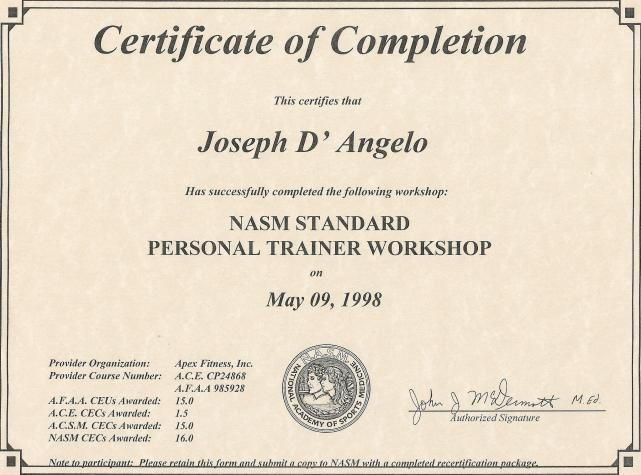 Certificate of Completion
This certifies that
Joseph D' Angelo
Has successfully completed the following workshop:
NASM STANDARD
PERSONAL TRAINER WORKSHOP
on
May 09, 1998
Provider Organization: Apex Fitness, Inc.
Provider Course Number: A.C.E. CP24868
A.F.A.A 985928
A.F.A.A. CEUs Awarded: 15.0
A.C.E. CECs Awarded: 1.5
A.C.S.M. CECs Awarded: 15.0
NASM CECs Awarded: 16.0
NASM
NATIONAL ACADEMY OF SPORTS MEDICINE
John J McDermott M.Ed.
Authorized Signature
Note to participant: Please retain this form and submit a copy to NASM with a completed recertification package.